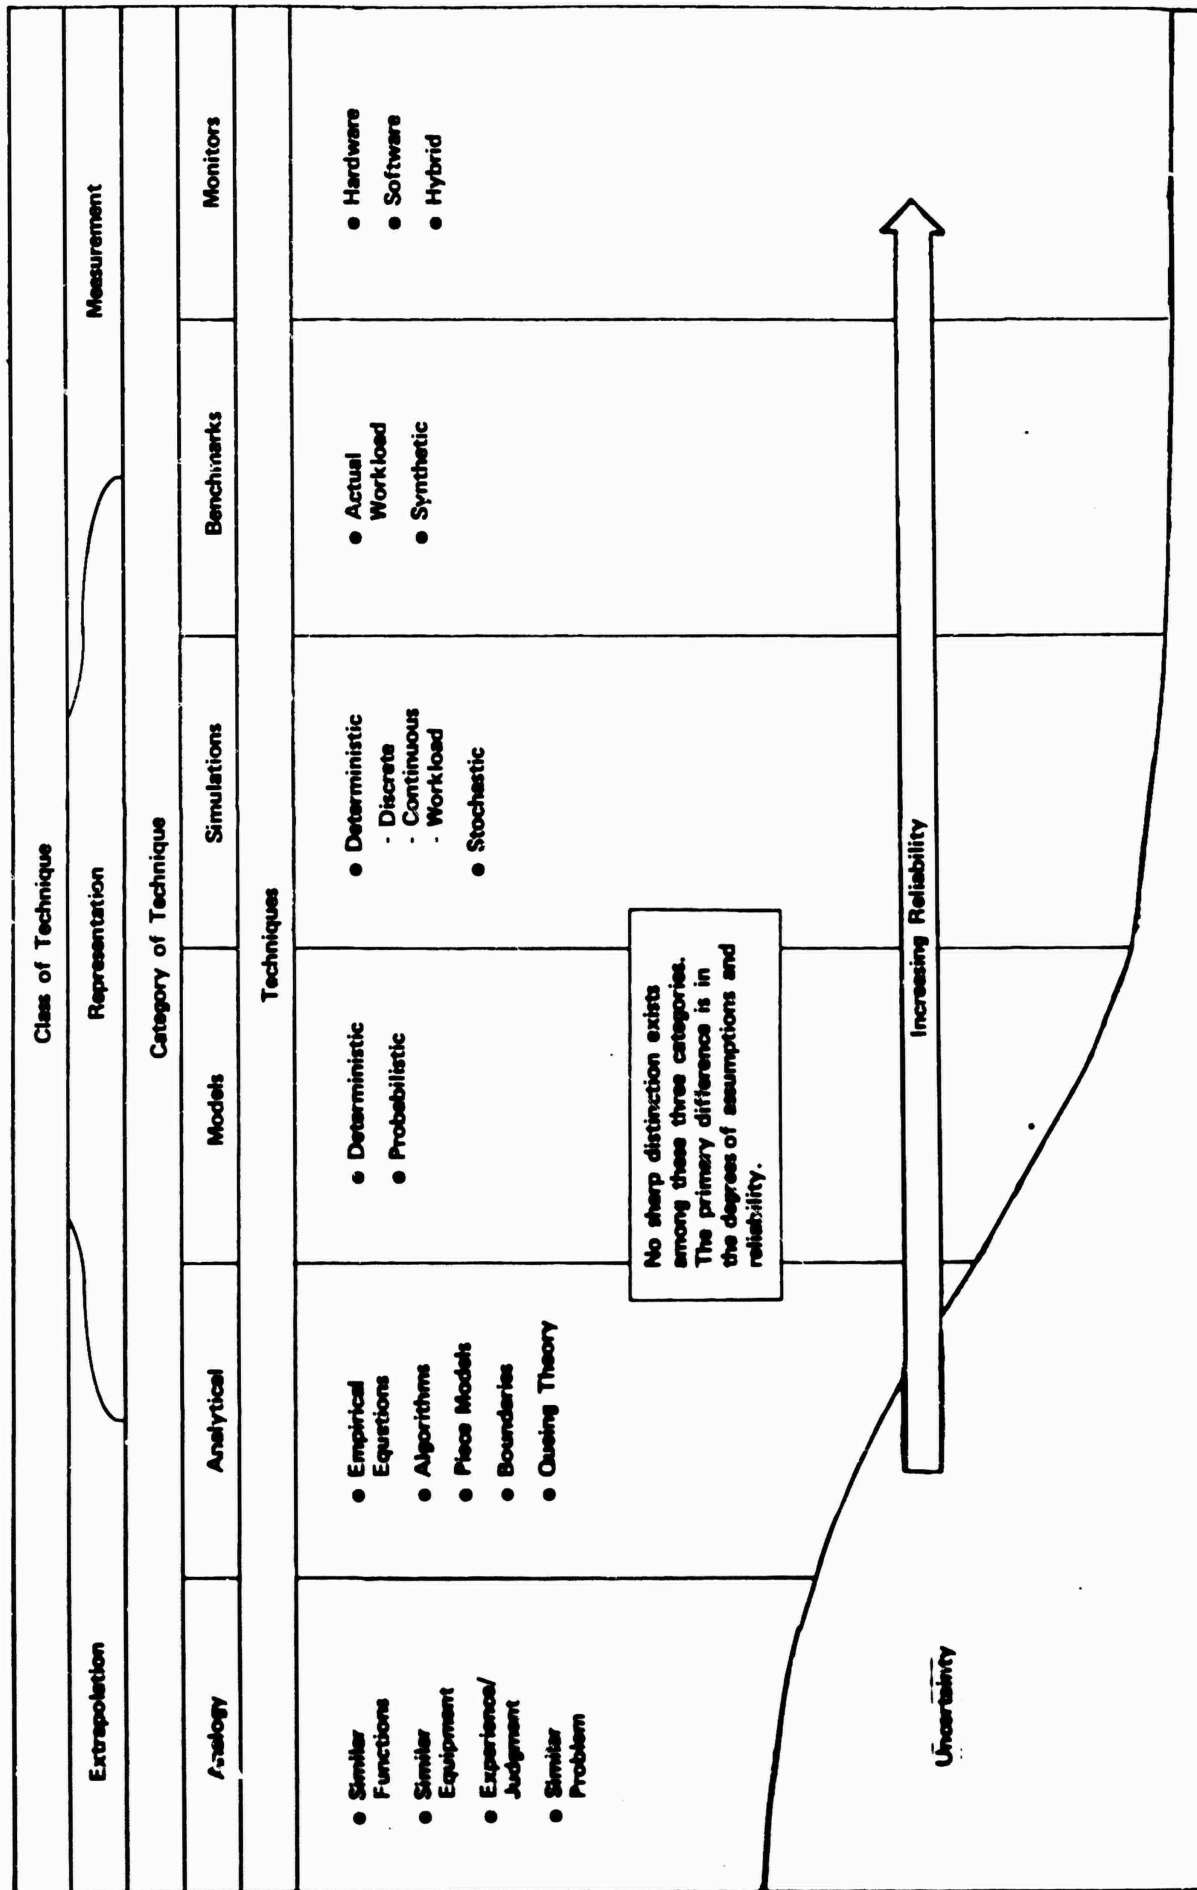 Class of Technique
Extrapolation
Representation
Measurement
Category of Technique
Analogy
Analytical
Models
Simulations
Benchmarks
Monitors
Techniques
● Similar
Functions
● Similar
Equipment
● Experience/
Judgment
● Similar
Problem
● Empirical
Equations
● Algorithms
● Piece Models
● Boundaries
● Queing Theory
● Deterministic
● Probabilistic
● Deterministic
- Discrete
- Continuous
- Workload
● Stochastic
● Actual
Workload
● Synthetic
● Hardware
● Software
● Hybrid
No sharp distinction exists
among these three categories.
The primary difference is in
the degrees of assumptions and
reliability.
Increasing Reliability
Uncertainty